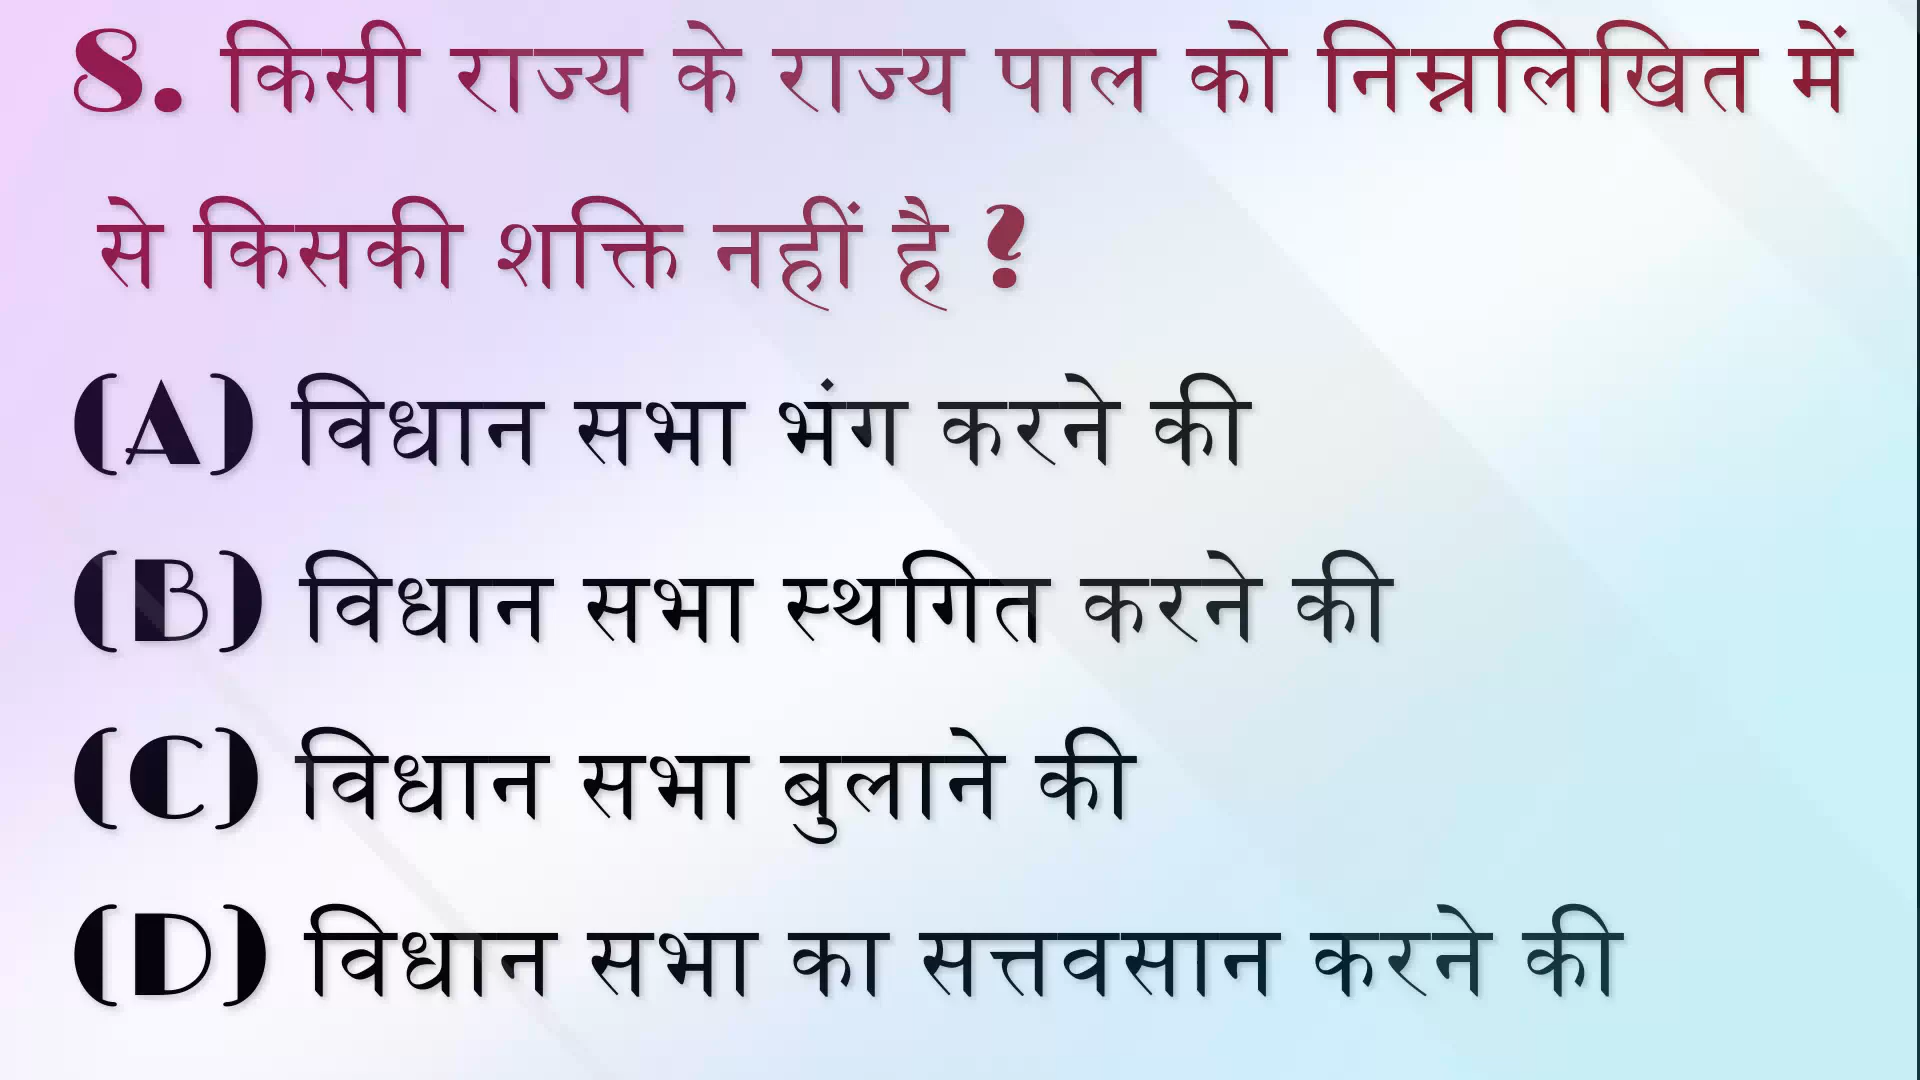 8. किसी राज्य के राज्य पाल को निम्नलिखित में
से किसकी शक्ति नहीं है ?
(A) विधान सभा भंग करने की
(B) विधान सभा स्थगित करने की
(C) विधान सभा बुलाने की
(D) विधान सभा का सत्तवसान करने की